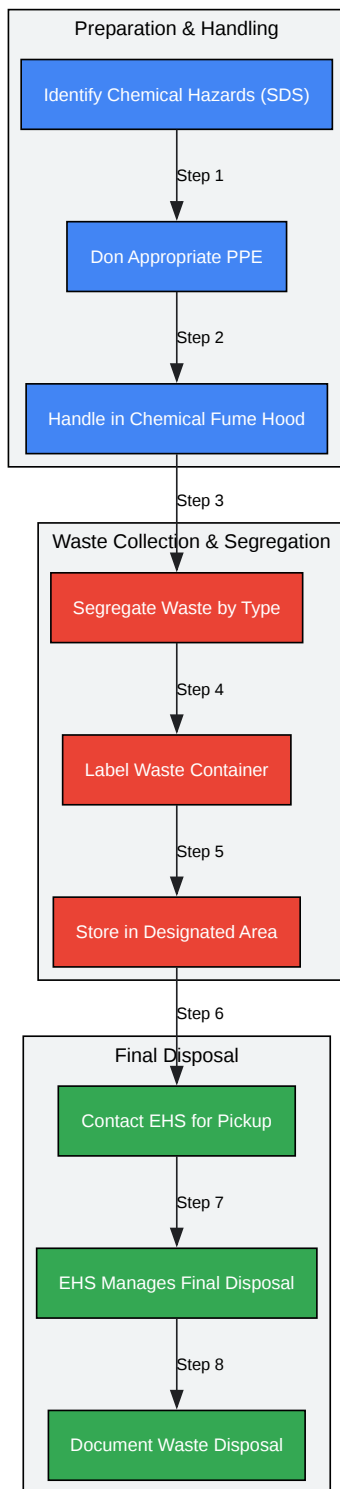 Preparation & Handling
Identify Chemical Hazards (SDS)
Step 1
Don Appropriate PPE
Step 2
Handle in Chemical Fume Hood
Step 3
Waste Collection & Segregation
Segregate Waste by Type
Step 4
Label Waste Container
Step 5
Store in Designated Area
Step 6
Final Disposal
Contact EHS for Pickup
Step 7
EHS Manages Final Disposal
Step 8
Document Waste Disposal